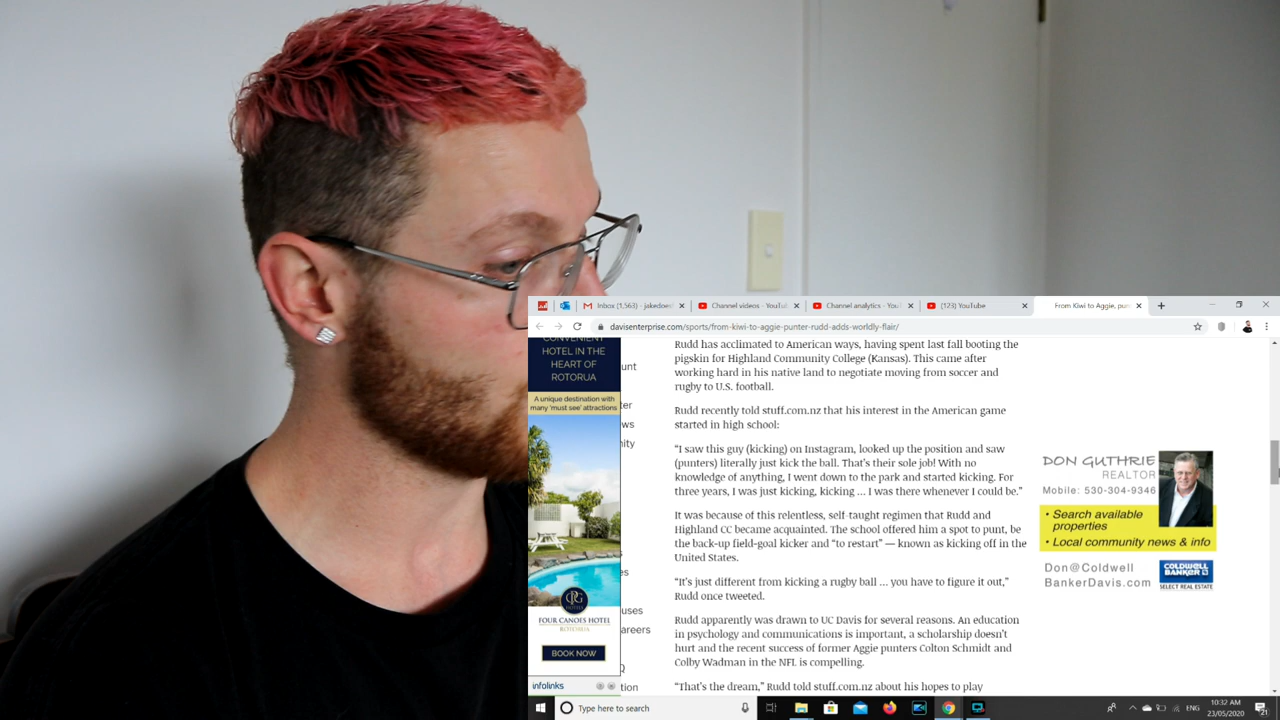 Inbox (1,563) - jakedoes
Channel videos - YouTu
Channel analytics - You
(123) YouTube
From Kiwi to Aggie, pun
davisenterprise.com/sports/from-kiwi-to-aggie-punter-rudd-adds-worldly-flair/
CONVENIENT
HOTEL IN THE
HEART OF
ROTORUA
A unique destination with
many 'must see' attractions
FOUR CANOES HOTEL
ROTORUA
BOOK NOW
infolinks
unt
ter
ws
nity
es
uses
areers
Q
tion
Rudd has acclimated to American ways, having spent last fall booting the
pigskin for Highland Community College (Kansas). This came after
working hard in his native land to negotiate moving from soccer and
rugby to U.S. football.
Rudd recently told stuff.com.nz that his interest in the American game
started in high school:
“I saw this guy (kicking) on Instagram, looked up the position and saw
(punters) literally just kick the ball. That’s their sole job! With no
knowledge of anything, I went down to the park and started kicking. For
three years, I was just kicking, kicking … I was there whenever I could be.”
It was because of this relentless, self-taught regimen that Rudd and
Highland CC became acquainted. The school offered him a spot to punt, be
the back-up field-goal kicker and “to restart” — known as kicking off in the
United States.
“It’s just different from kicking a rugby ball … you have to figure it out,”
Rudd once tweeted.
Rudd apparently was drawn to UC Davis for several reasons. An education
in psychology and communications is important, a scholarship doesn’t
hurt and the recent success of former Aggie punters Colton Schmidt and
Colby Wadman in the NFL is compelling.
“That’s the dream,” Rudd told stuff.com.nz about his hopes to play
DON GUTHRIE
REALTOR
Mobile: 530-304-9346
• Search available
properties
• Local community news & info
Don@Coldwell
BankerDavis.com
COLDWELL
BANKER
SELECT REAL ESTATE
Type here to search
ENG
10:32 AM
23/05/2020